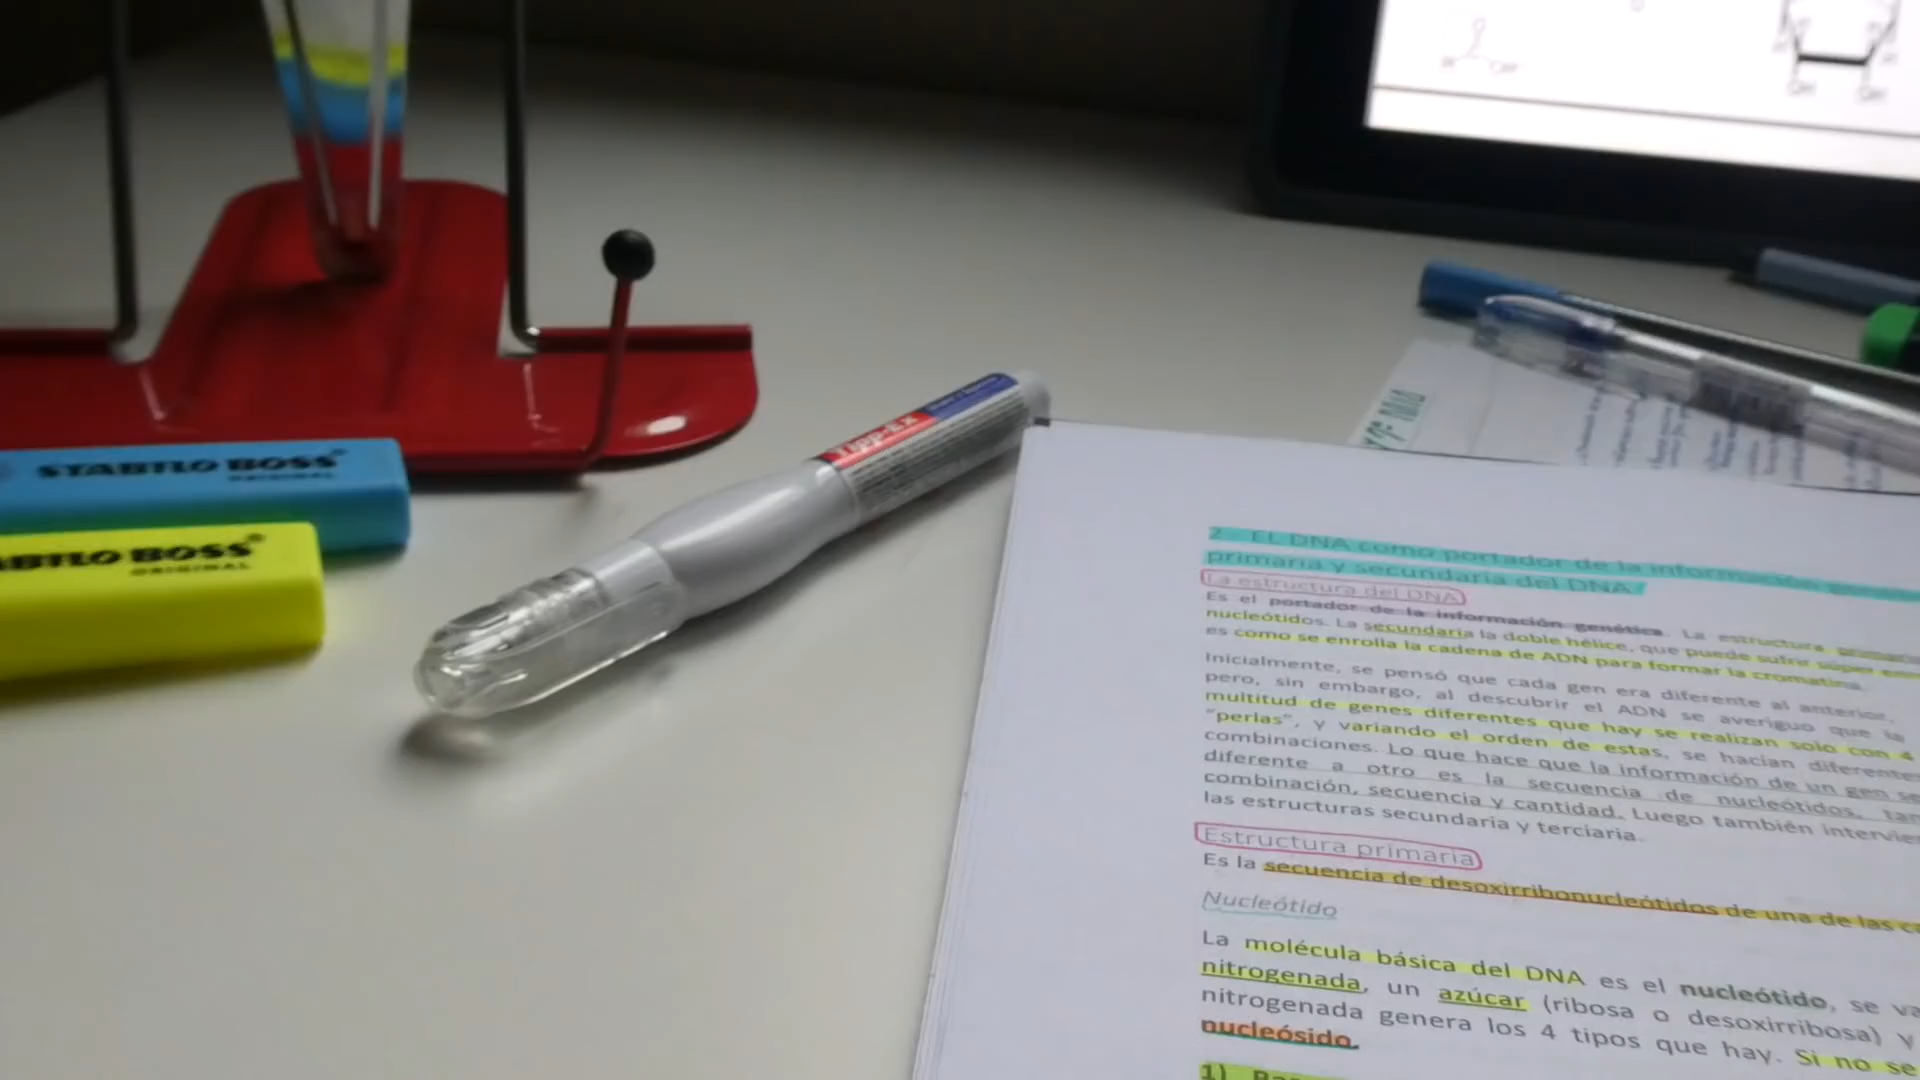 STABILO BOSS
ORIGINAL
STABILO BOSS
ORIGINAL
Tipp-Ex
OH
OH
2. EL DNA como portador de la información
primaria y secundaria del DNA.
La estructura del DNA
Es el portador de la información genética. La estructura primaria
nucleótidos. La secundaria la doble hélice, que puede sufrir súper
es como se enrolla la cadena de ADN para formar la cromatina.
Inicialmente, se pensó que cada gen era diferente al anterior,
pero, sin embargo, al descubrir el ADN se averiguo que la
multitud de genes diferentes que hay se realizan solo con 4
"perlas", y variando el orden de estas, se hacían diferentes
combinaciones. Lo que hace que la información de un gen se
diferente a otro es la secuencia de nucleótidos,
combinación, secuencia y cantidad. Luego también
las estructuras secundaria y terciaria.
Estructura primaria
Es la secuencia de desoxirribonucleótidos de una de las
Nucleótido
La molécula básica del DNA es el nucleótido, se
nitrogenada, un azúcar (ribosa o desoxirribosa) y
nitrogenada genera los 4 tipos que hay. Si no se
nucleósido.
1)